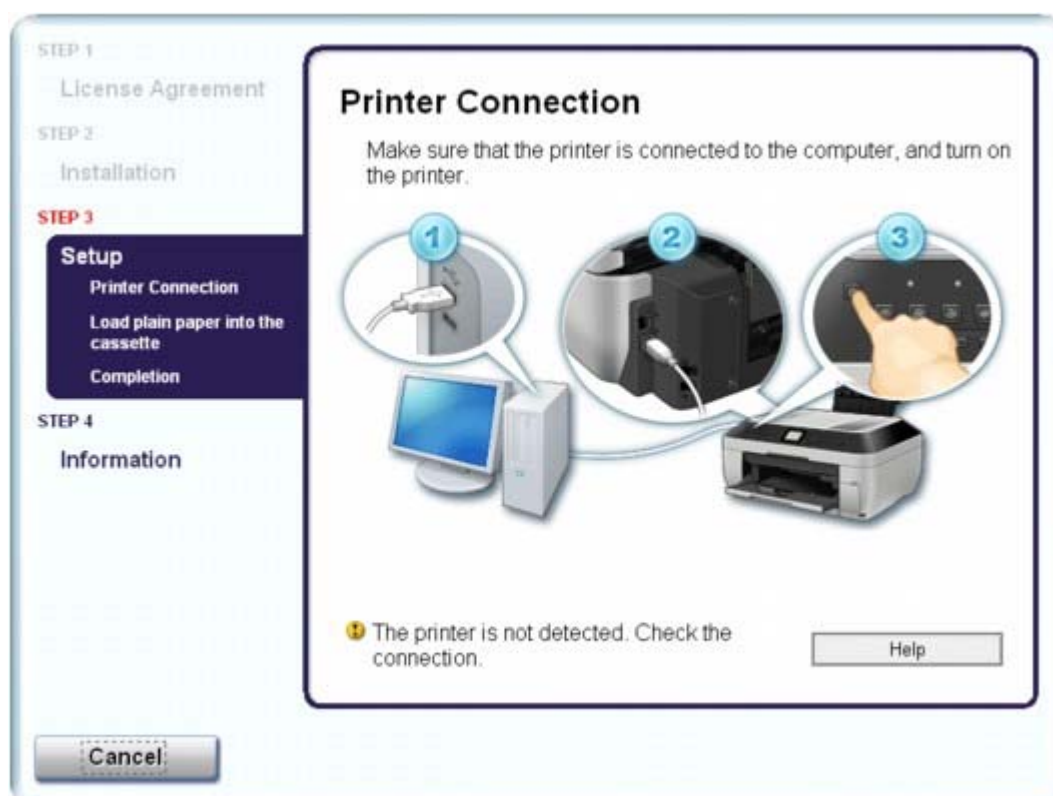 STEP 1
License Agreement
STEP 2
Installation
STEP 3
Setup
Printer Connection
Load plain paper into the
cassette
Completion
STEP 4
Information
Printer Connection
Make sure that the printer is connected to the computer, and turn on
the printer.
1
2
3
The printer is not detected. Check the
connection.
Help
Cancel